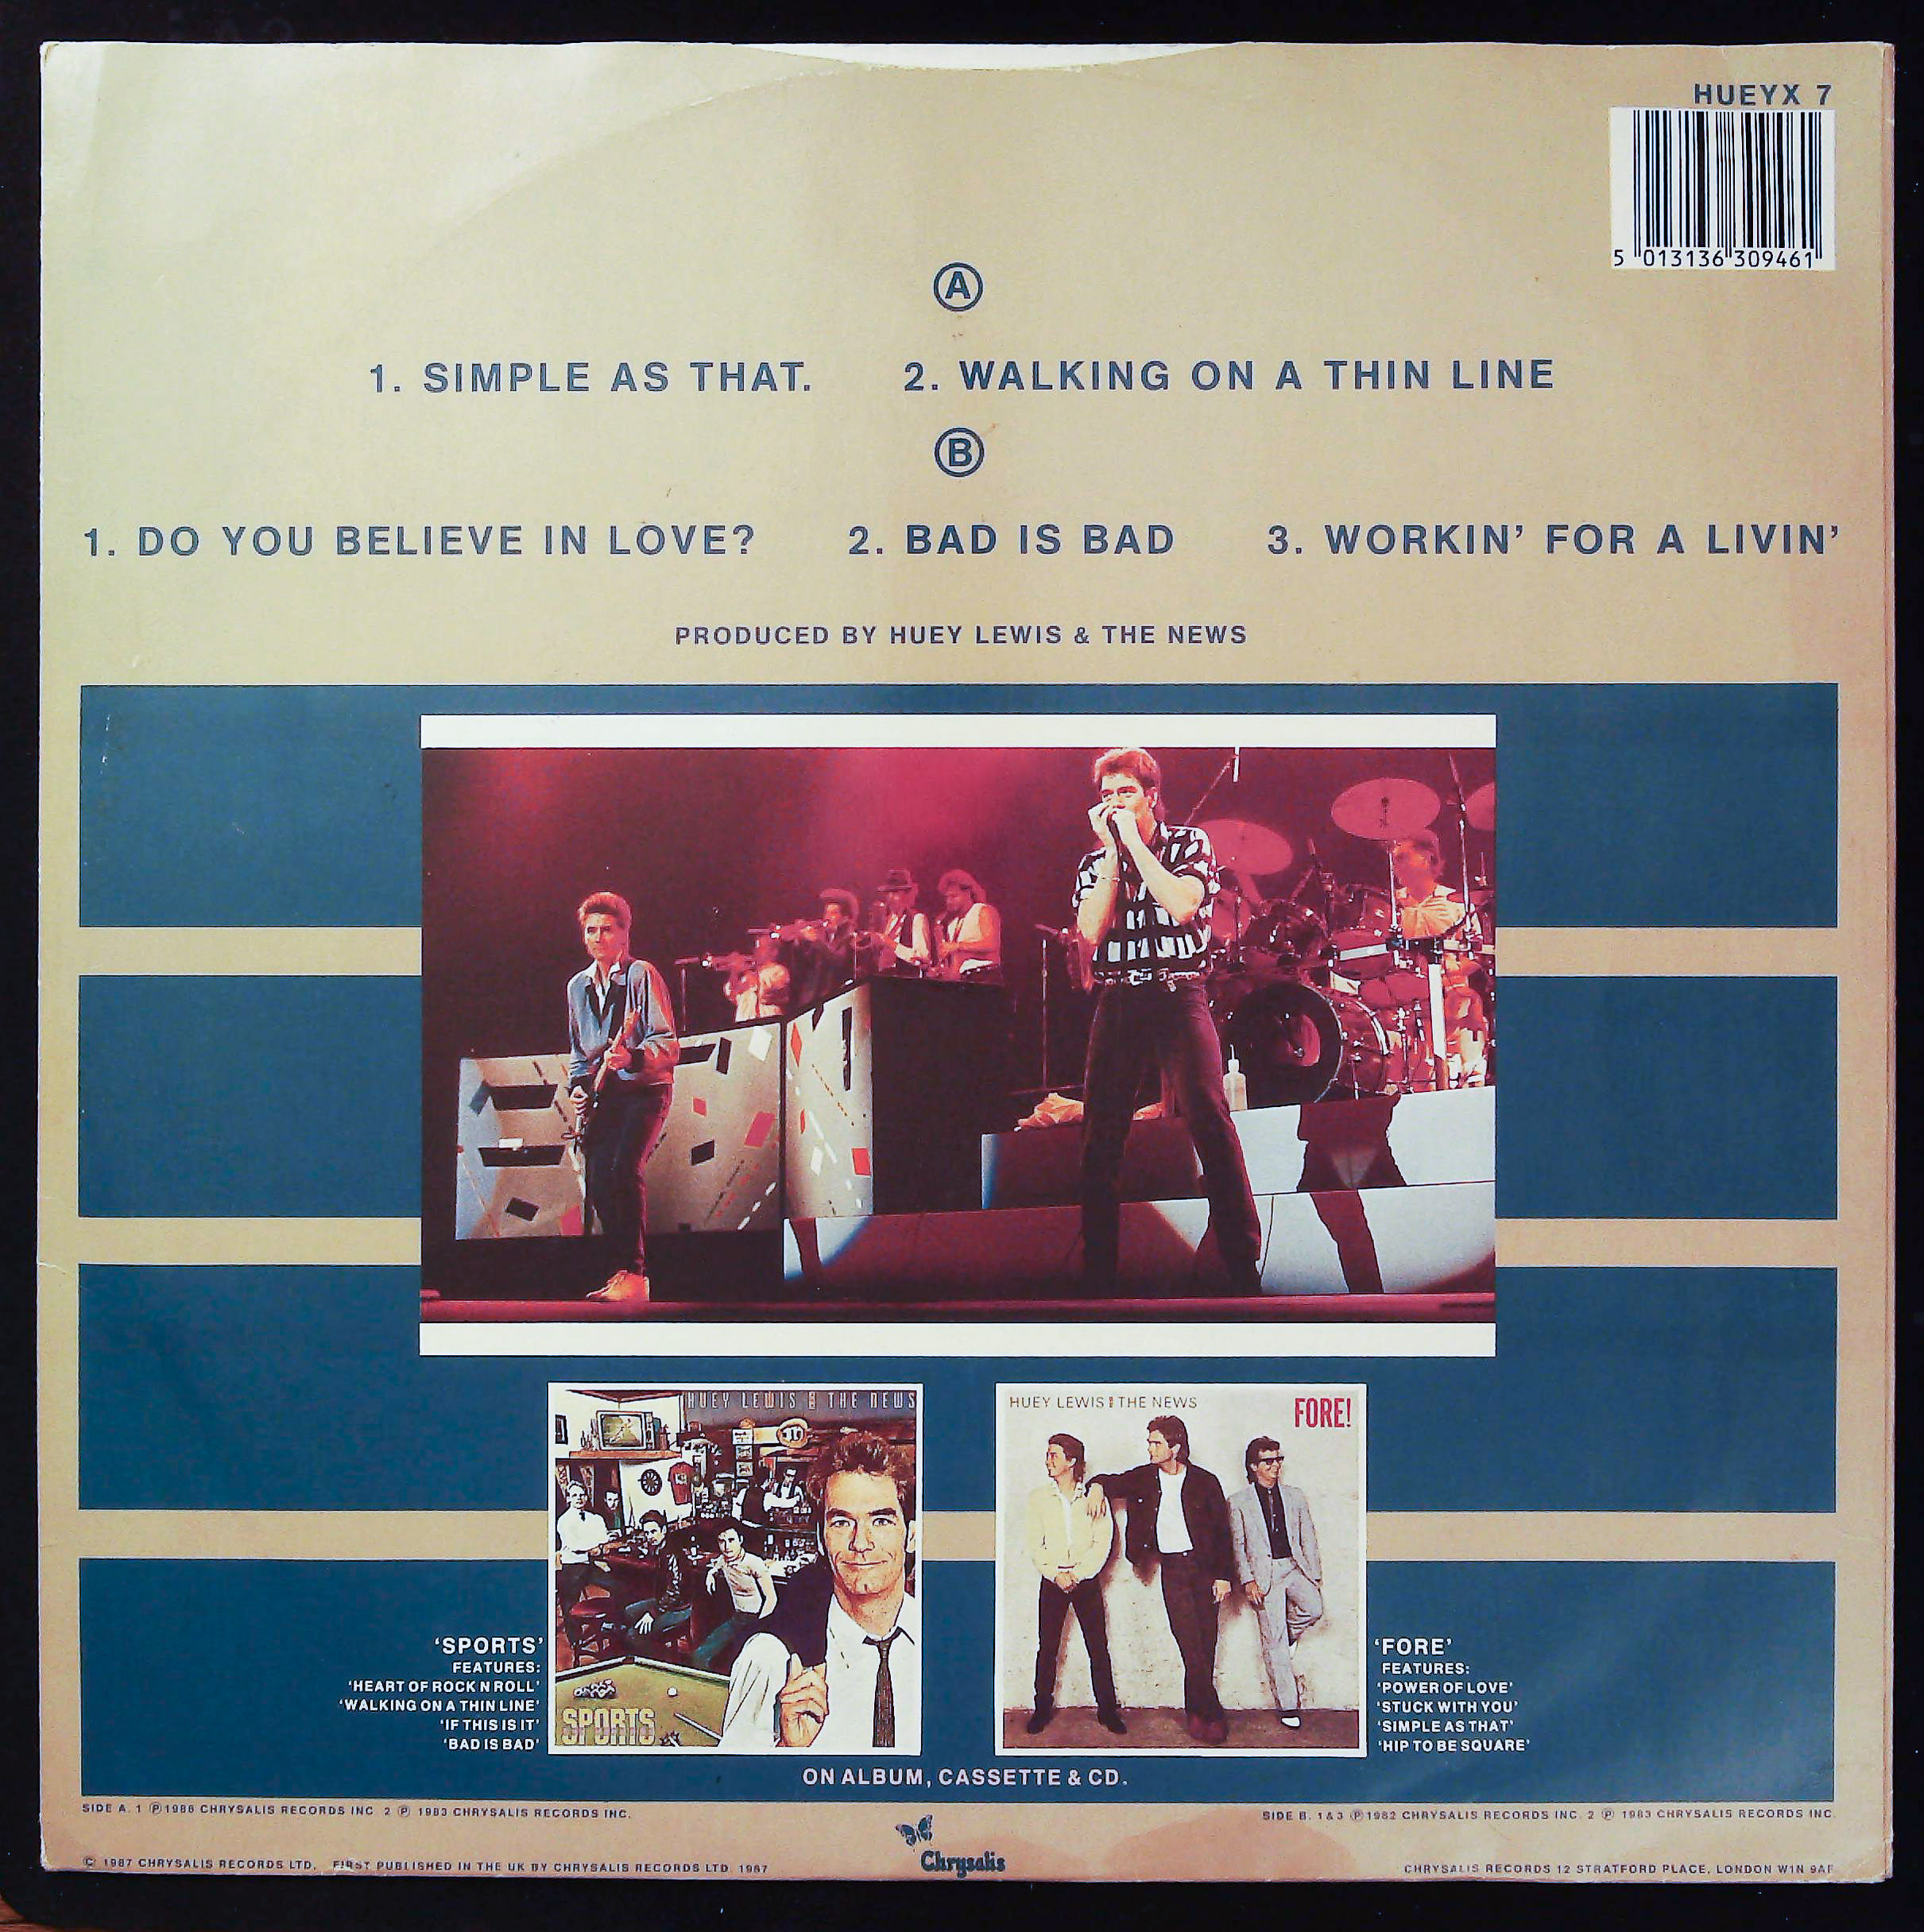 HUEYX 7
5 013136 309461
A
1. SIMPLE AS THAT. 2. WALKING ON A THIN LINE
B
1. DO YOU BELIEVE IN LOVE? 2. BAD IS BAD 3. WORKIN’ FOR A LIVIN’
PRODUCED BY HUEY LEWIS & THE NEWS
HUEY LEWIS AND THE NEWS
SPORTS
HUEY LEWIS AND THE NEWS
FORE!
‘SPORTS’
FEATURES:
‘HEART OF ROCK N ROLL’
‘WALKING ON A THIN LINE’
‘IF THIS IS IT’
‘BAD IS BAD’
‘FORE’
FEATURES:
‘POWER OF LOVE’
‘STUCK WITH YOU’
‘SIMPLE AS THAT’
‘HIP TO BE SQUARE’
ON ALBUM, CASSETTE & CD.
SIDE A. 1 ℗ 1986 CHRYSALIS RECORDS INC 2 ℗ 1983 CHRYSALIS RECORDS INC.
SIDE B. 1 & 3 ℗ 1982 CHRYSALIS RECORDS INC. 2 ℗ 1983 CHRYSALIS RECORDS INC.
Chrysalis
© 1987 CHRYSALIS RECORDS LTD. FIRST PUBLISHED IN THE UK BY CHRYSALIS RECORDS LTD. 1987
CHRYSALIS RECORDS 12 STRATFORD PLACE, LONDON W1N 9AF